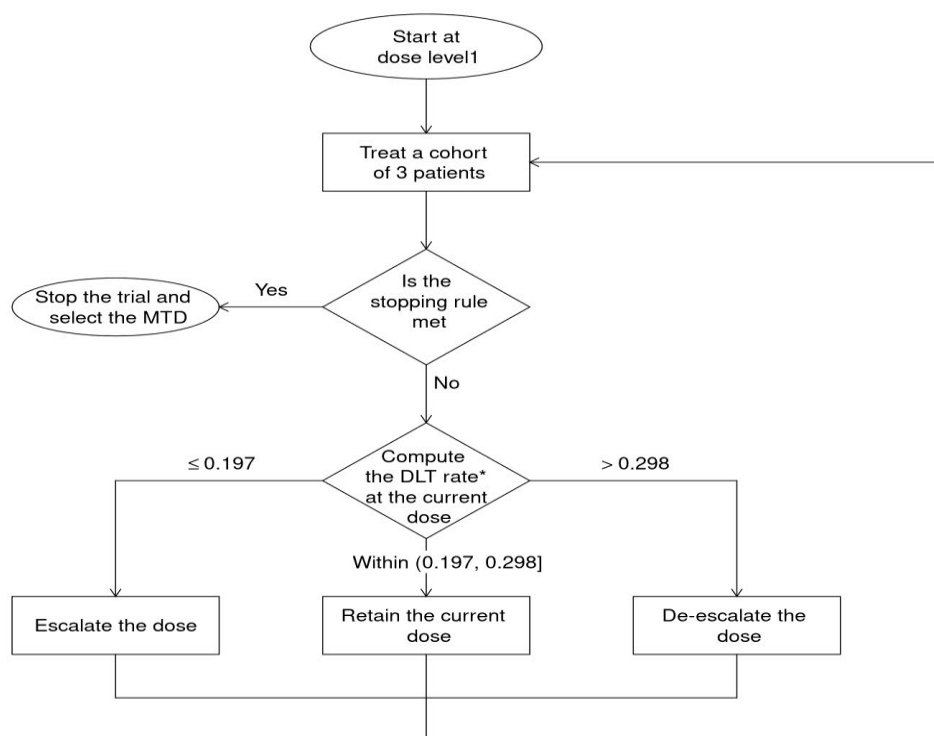 Start at
dose level1
Treat a cohort
of 3 patients
Is the
stopping rule
met
Yes
Stop the trial and
select the MTD
No
Compute
the DLT rate*
at the current
dose
≤ 0.197
> 0.298
Within (0.197, 0.298]
Escalate the dose
Retain the current
dose
De-escalate the
dose